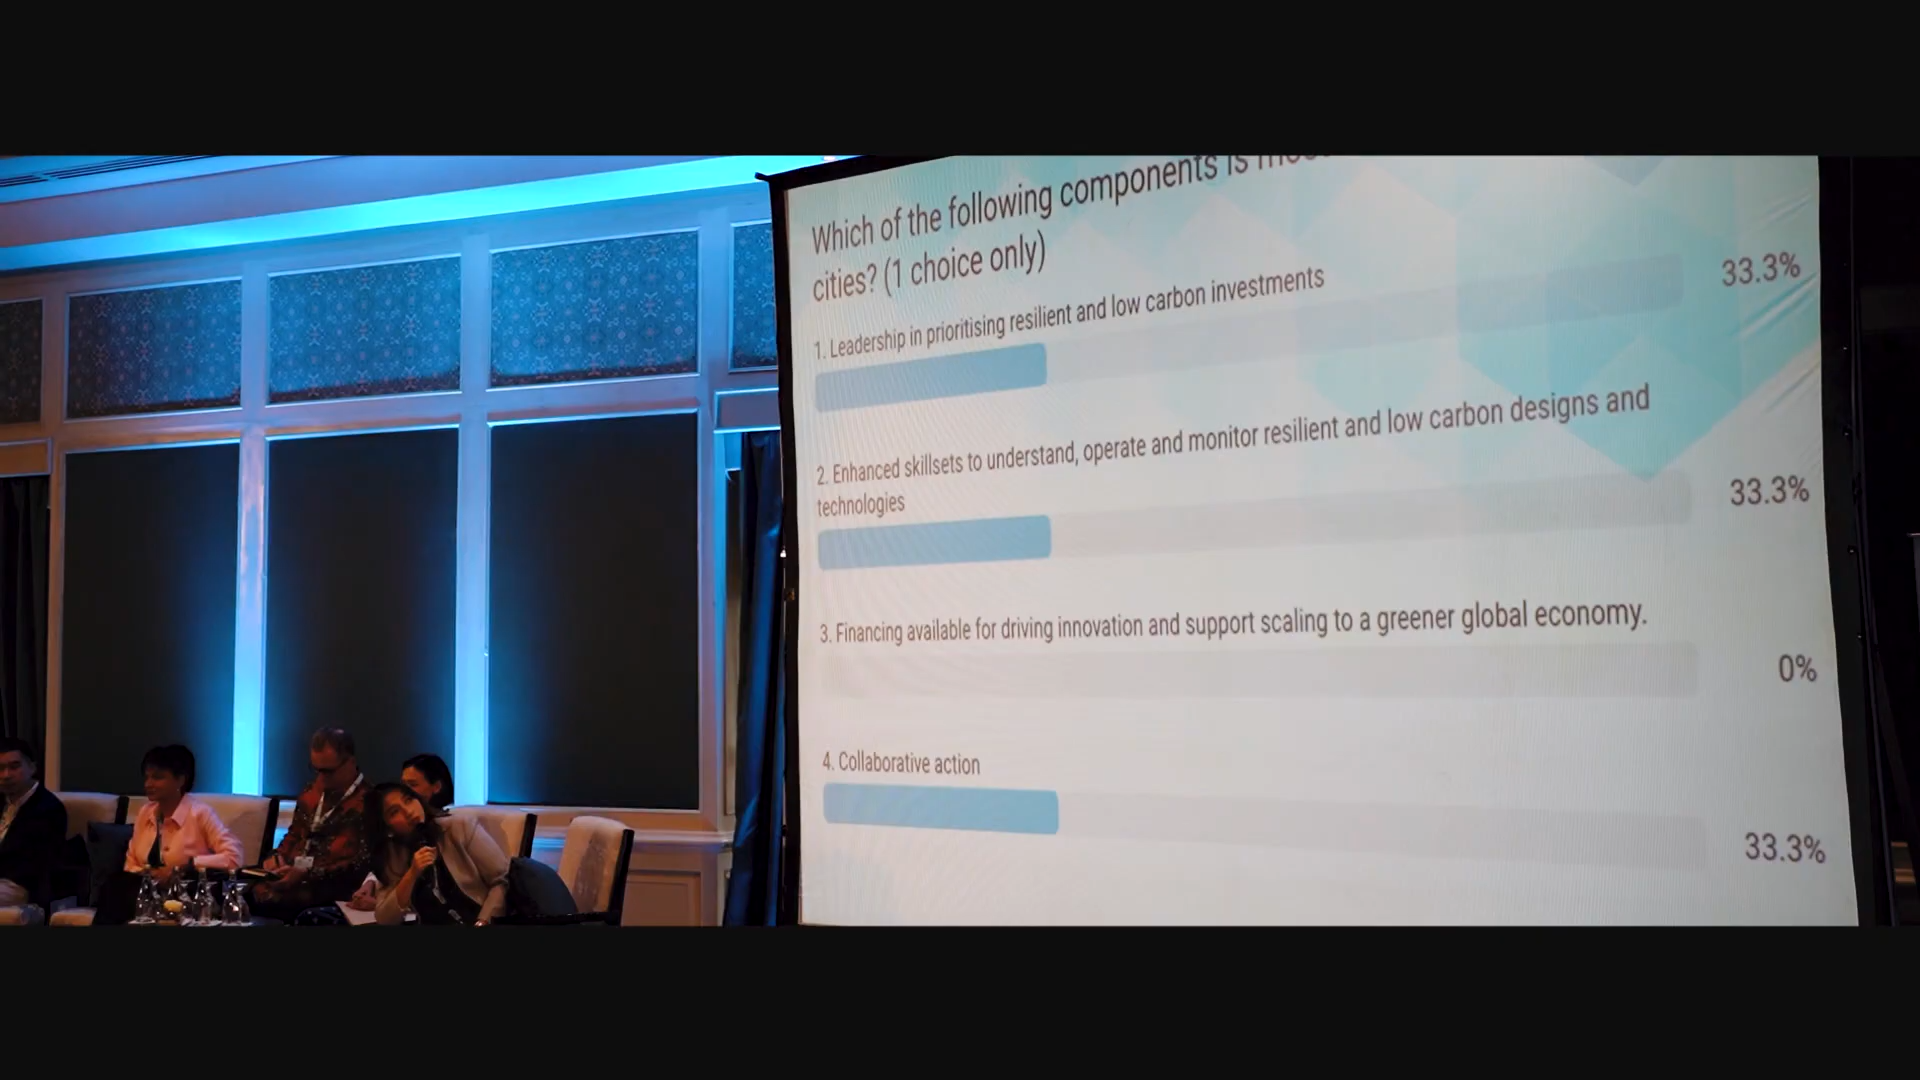 Which of the following components is
cities? (1 choice only)
1. Leadership in prioritising resilient and low carbon investments
33.3%
2. Enhanced skillsets to understand, operate and monitor resilient and low carbon designs and
technologies
33.3%
3. Financing available for driving innovation and support scaling to a greener global economy.
0%
4. Collaborative action
33.3%